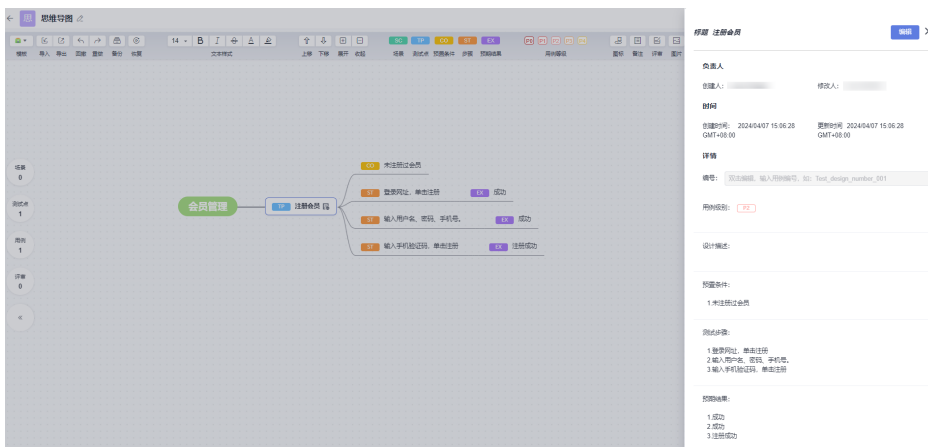 思维导图
14
B I A
SC TP CO ST EX
P0 P1 P2 P3 P4
模板 导入 导出 回撤 重做 备份 恢复 文本样式 上移 下移 展开 收起 场景 测试点 预置条件 步骤 预期结果 用例等级 图标 备注 评审 图片
场景
0
测试点
1
用例
1
评审
0
会员管理
TP 注册会员
CO 未注册过会员
ST 登录网址，单击注册 EX 成功
ST 输入用户名、密码、手机号。 EX 成功
ST 输入手机验证码，单击注册 EX 注册成功
标题 注册会员
编辑
负责人
创建人： 修改人：
时间
创建时间： 2024/04/07 15:06:28 GMT+08:00
更新时间 2024/04/07 15:06:28 GMT+08:00
详情
编号： 双击编辑，输入用例编号，如：Test_design_number_001
用例级别： P2
设计描述：
预置条件：
1.未注册过会员
测试步骤：
1.登录网址，单击注册
2.输入用户名、密码、手机号。
3.输入手机验证码，单击注册
预期结果：
1.成功
2.成功
3.注册成功